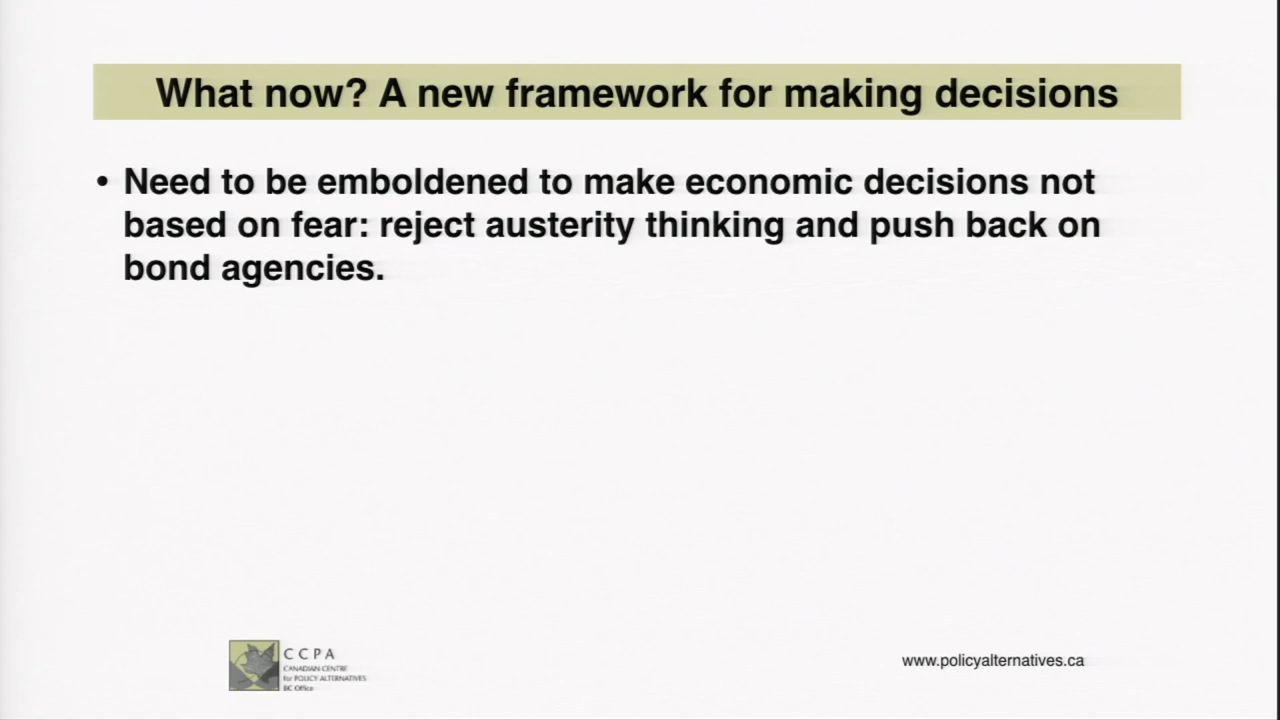 What now? A new framework for making decisions
• Need to be emboldened to make economic decisions not
based on fear: reject austerity thinking and push back on
bond agencies.
CCPA
CANADIAN CENTRE
for POLICY ALTERNATIVES
BC Office
www.policyalternatives.ca